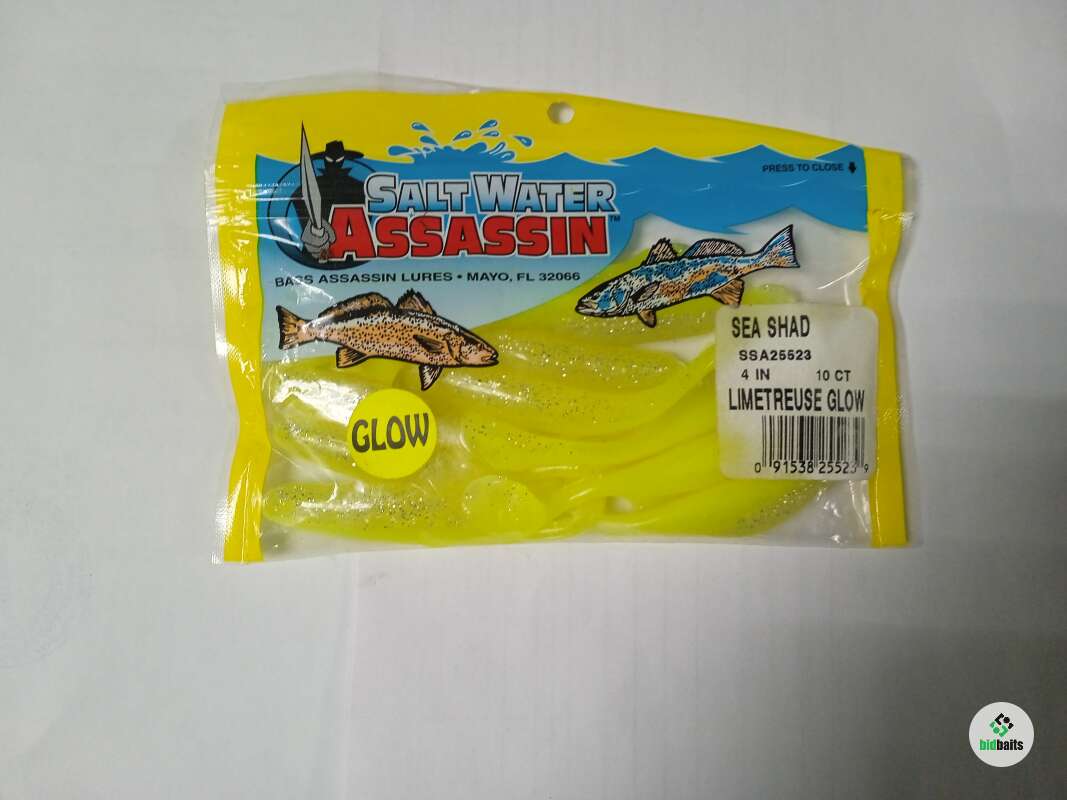 PRESS TO CLOSE
SALT WATER
ASSASSIN™
BASS ASSASSIN LURES • MAYO, FL 32066
SEA SHAD
SSA25523
4 IN 10 CT
LIMETREUSE GLOW
0 91538 25523 9
GLOW
bidbaits